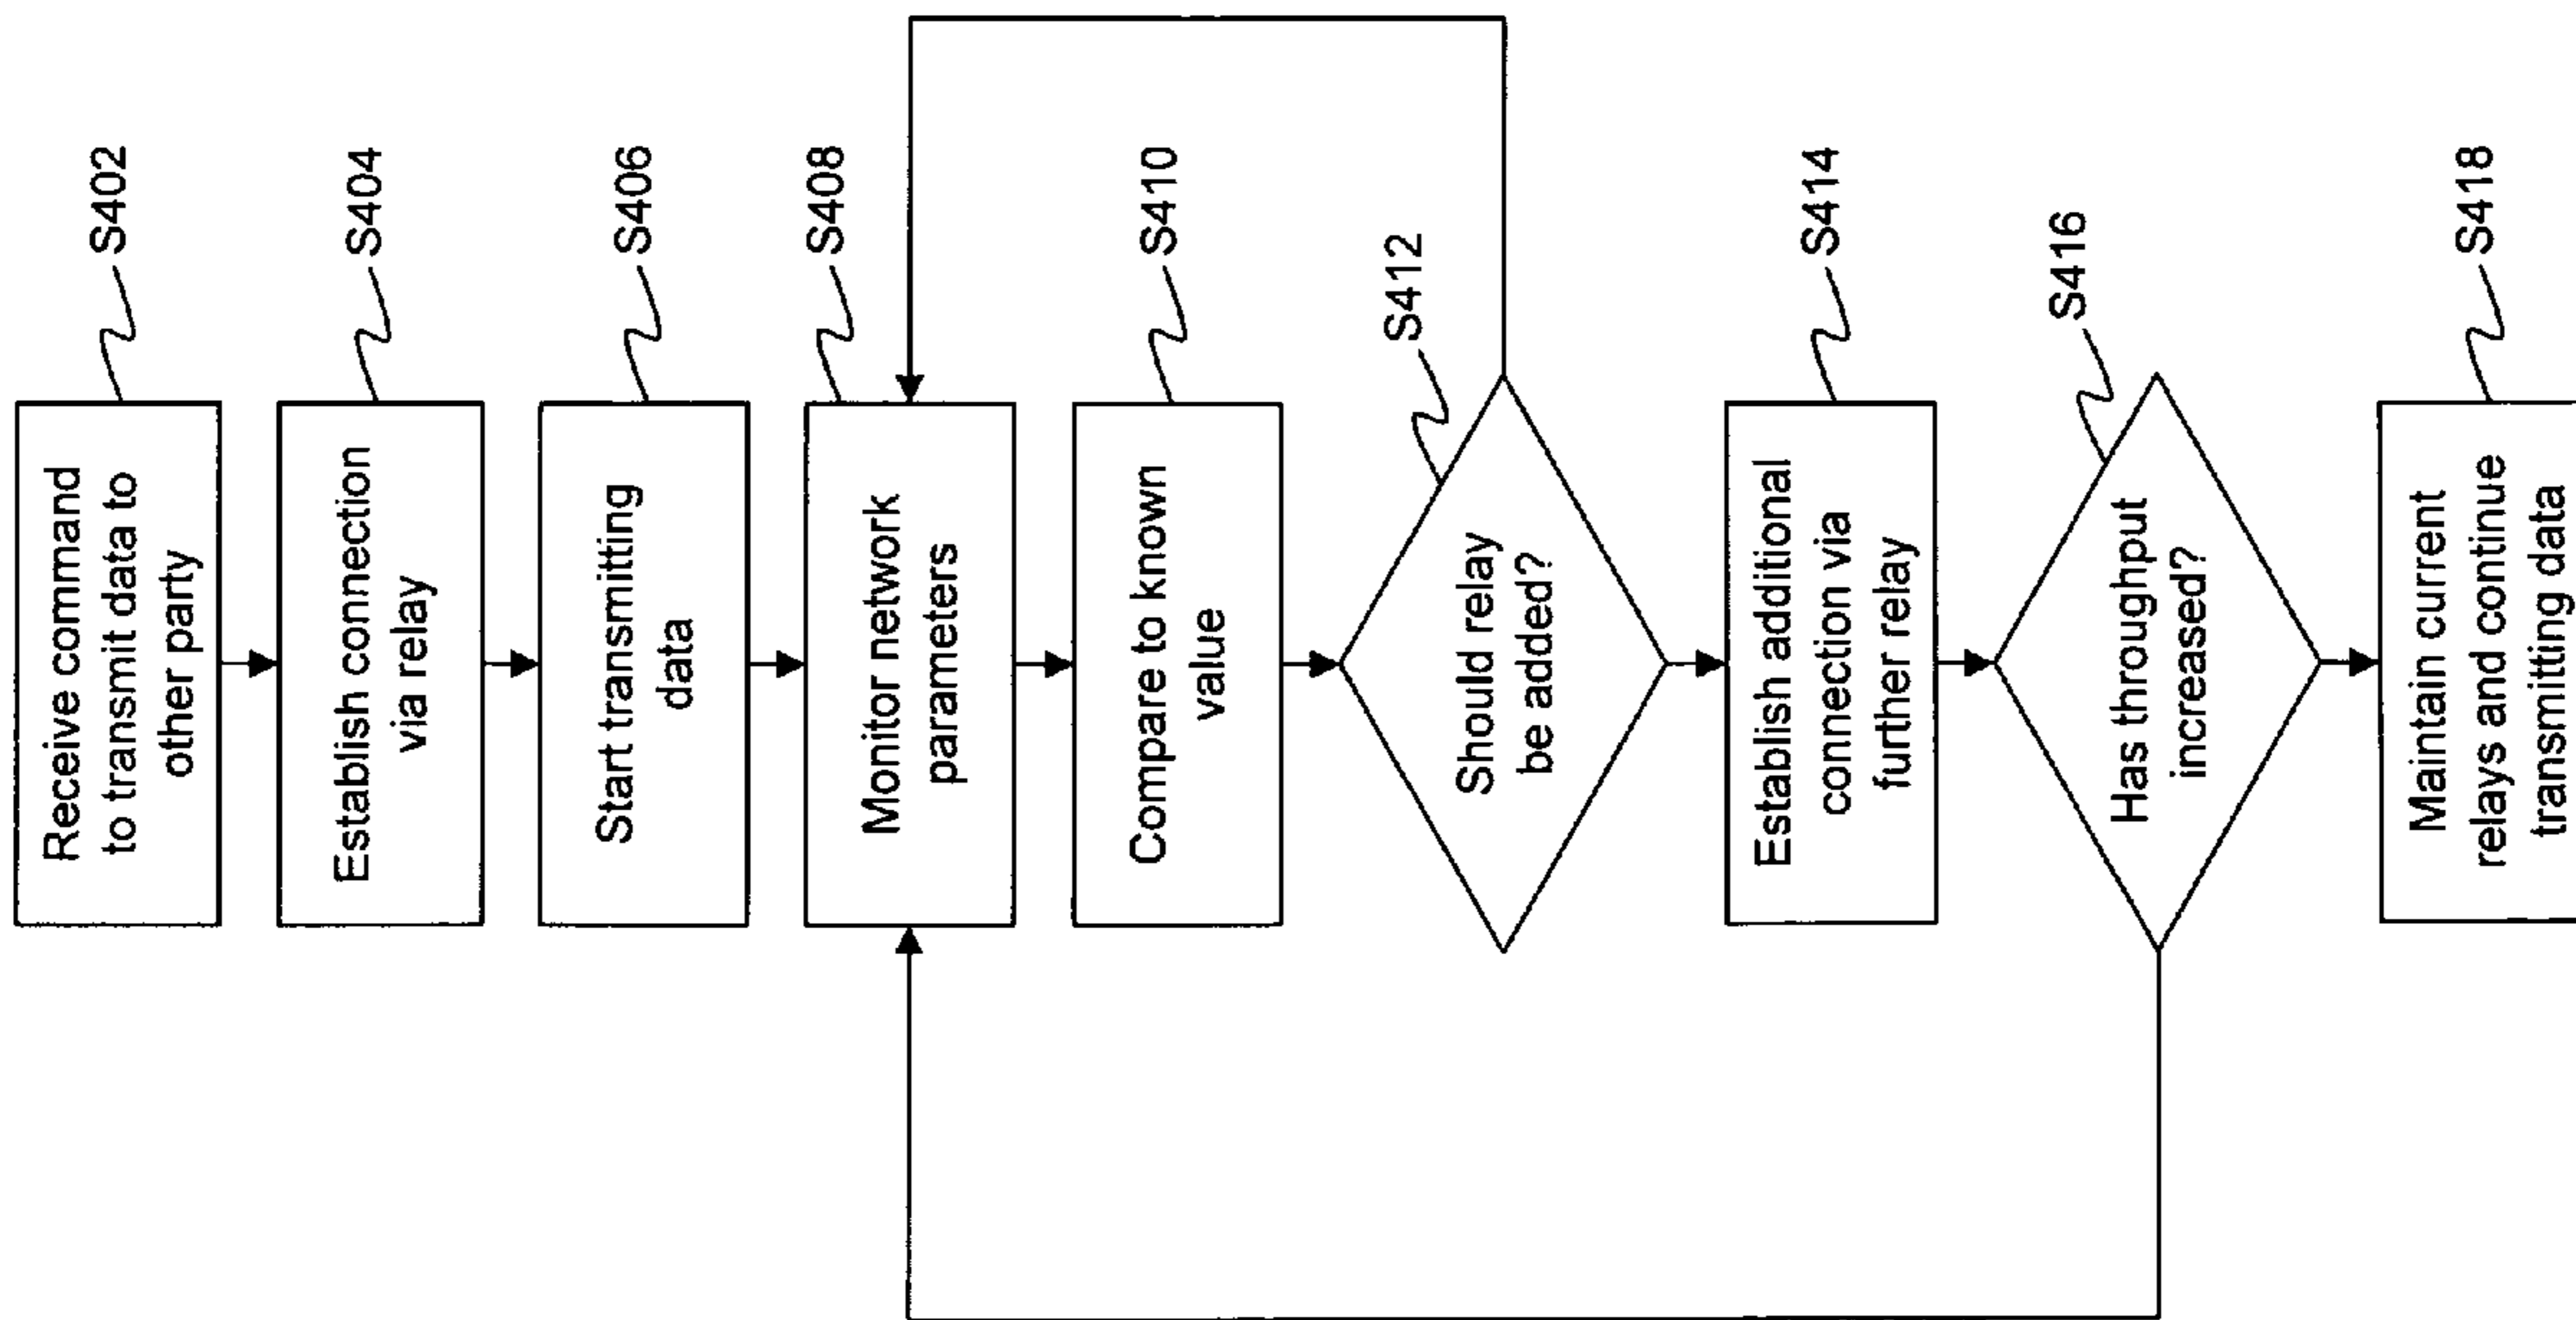 Receive command
to transmit data to
other party
S402
Establish connection
via relay
S404
Start transmitting
data
S406
Monitor network
parameters
S408
Compare to known
value
S410
Should relay
be added?
S412
Establish additional
connection via
further relay
S414
Has throughput
increased?
S416
Maintain current
relays and continue
transmitting data
S418